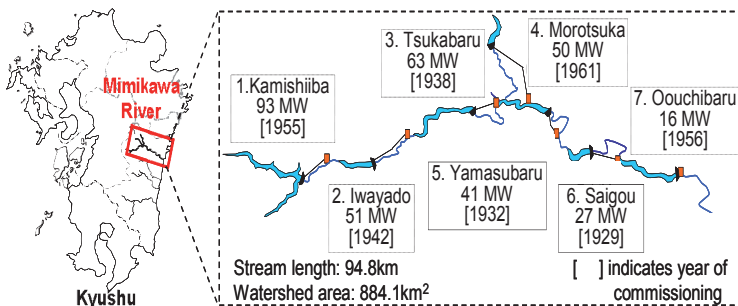 Mimikawa
River
Kyushu
1.Kamishiiba
93 MW
[1955]
2. Iwayado
51 MW
[1942]
3. Tsukabaru
63 MW
[1938]
4. Morotsuka
50 MW
[1961]
5. Yamasubaru
41 MW
[1932]
6. Saigou
27 MW
[1929]
7. Oouchibaru
16 MW
[1956]
Stream length: 94.8km
Watershed area: 884.1km²
[ ] indicates year of
commissioning